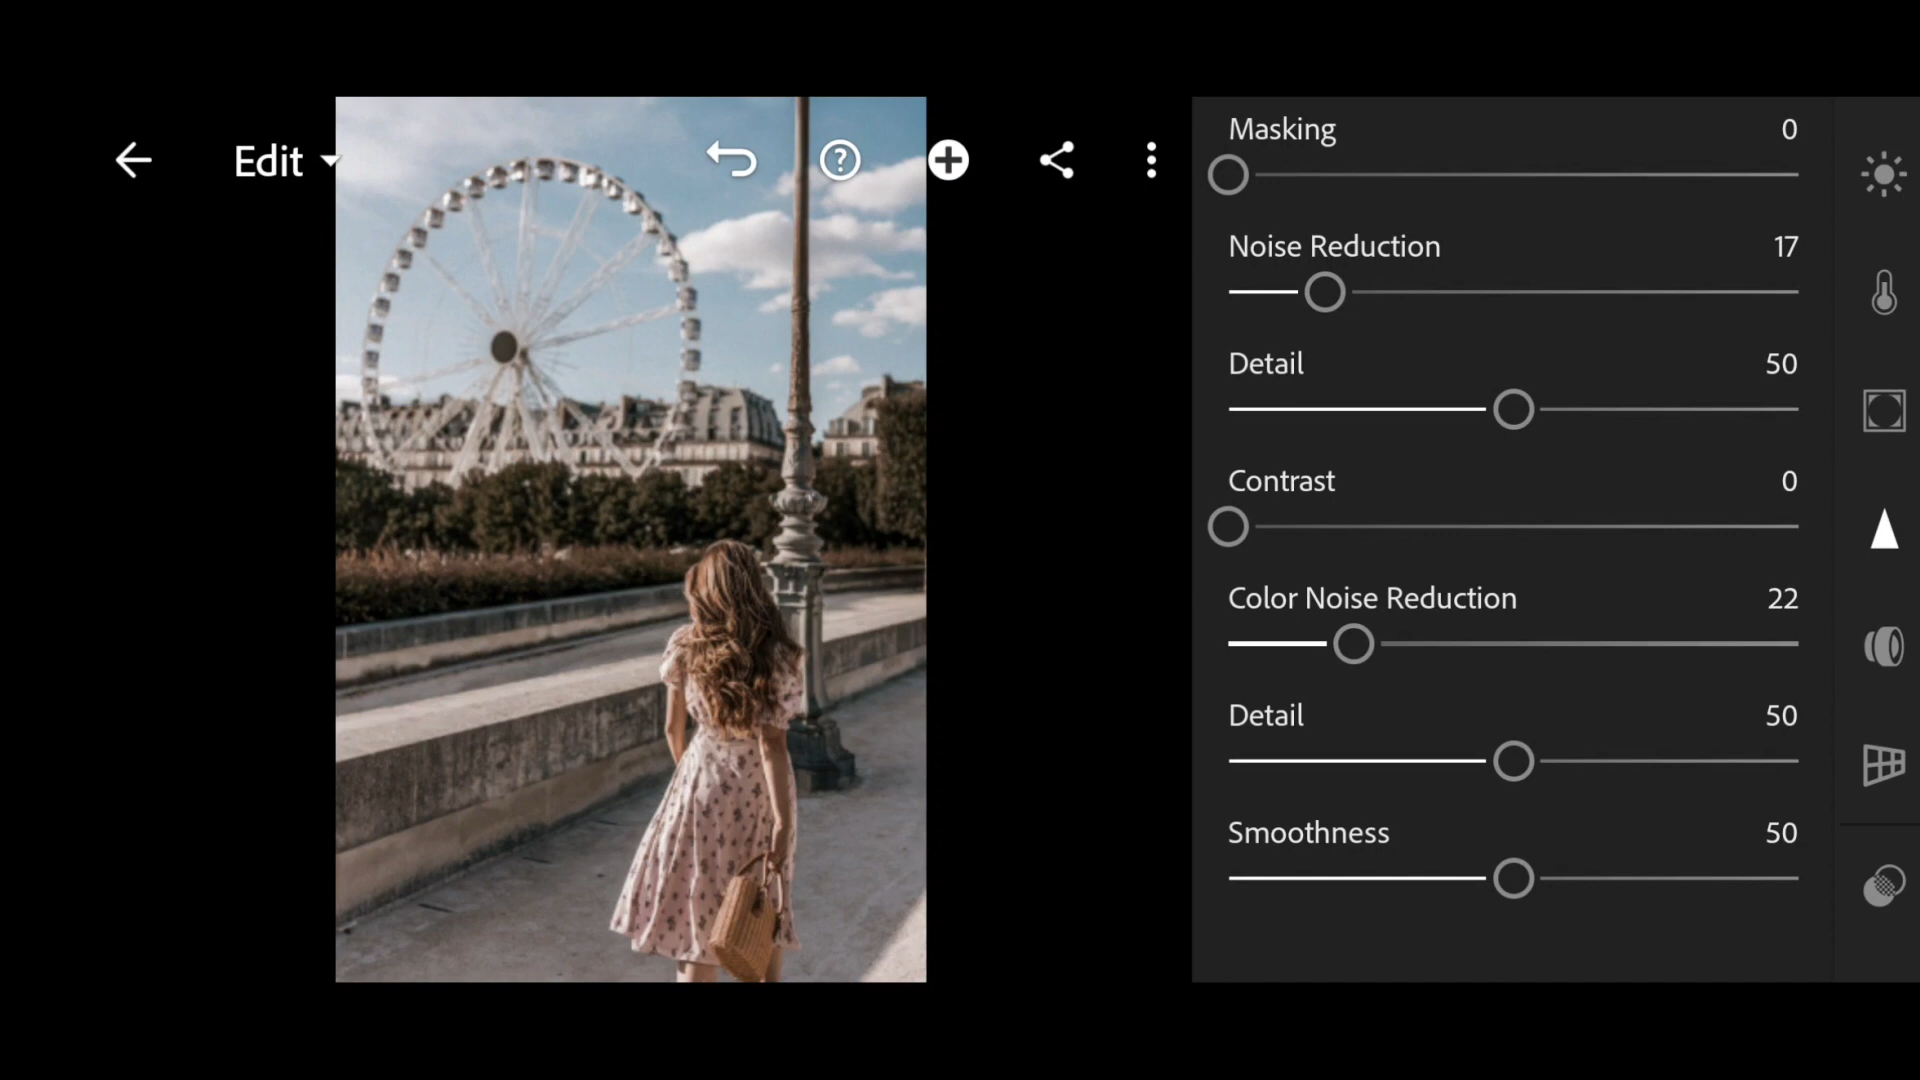 Edit
Masking 0
Noise Reduction 17
Detail 50
Contrast 0
Color Noise Reduction 22
Detail 50
Smoothness 50